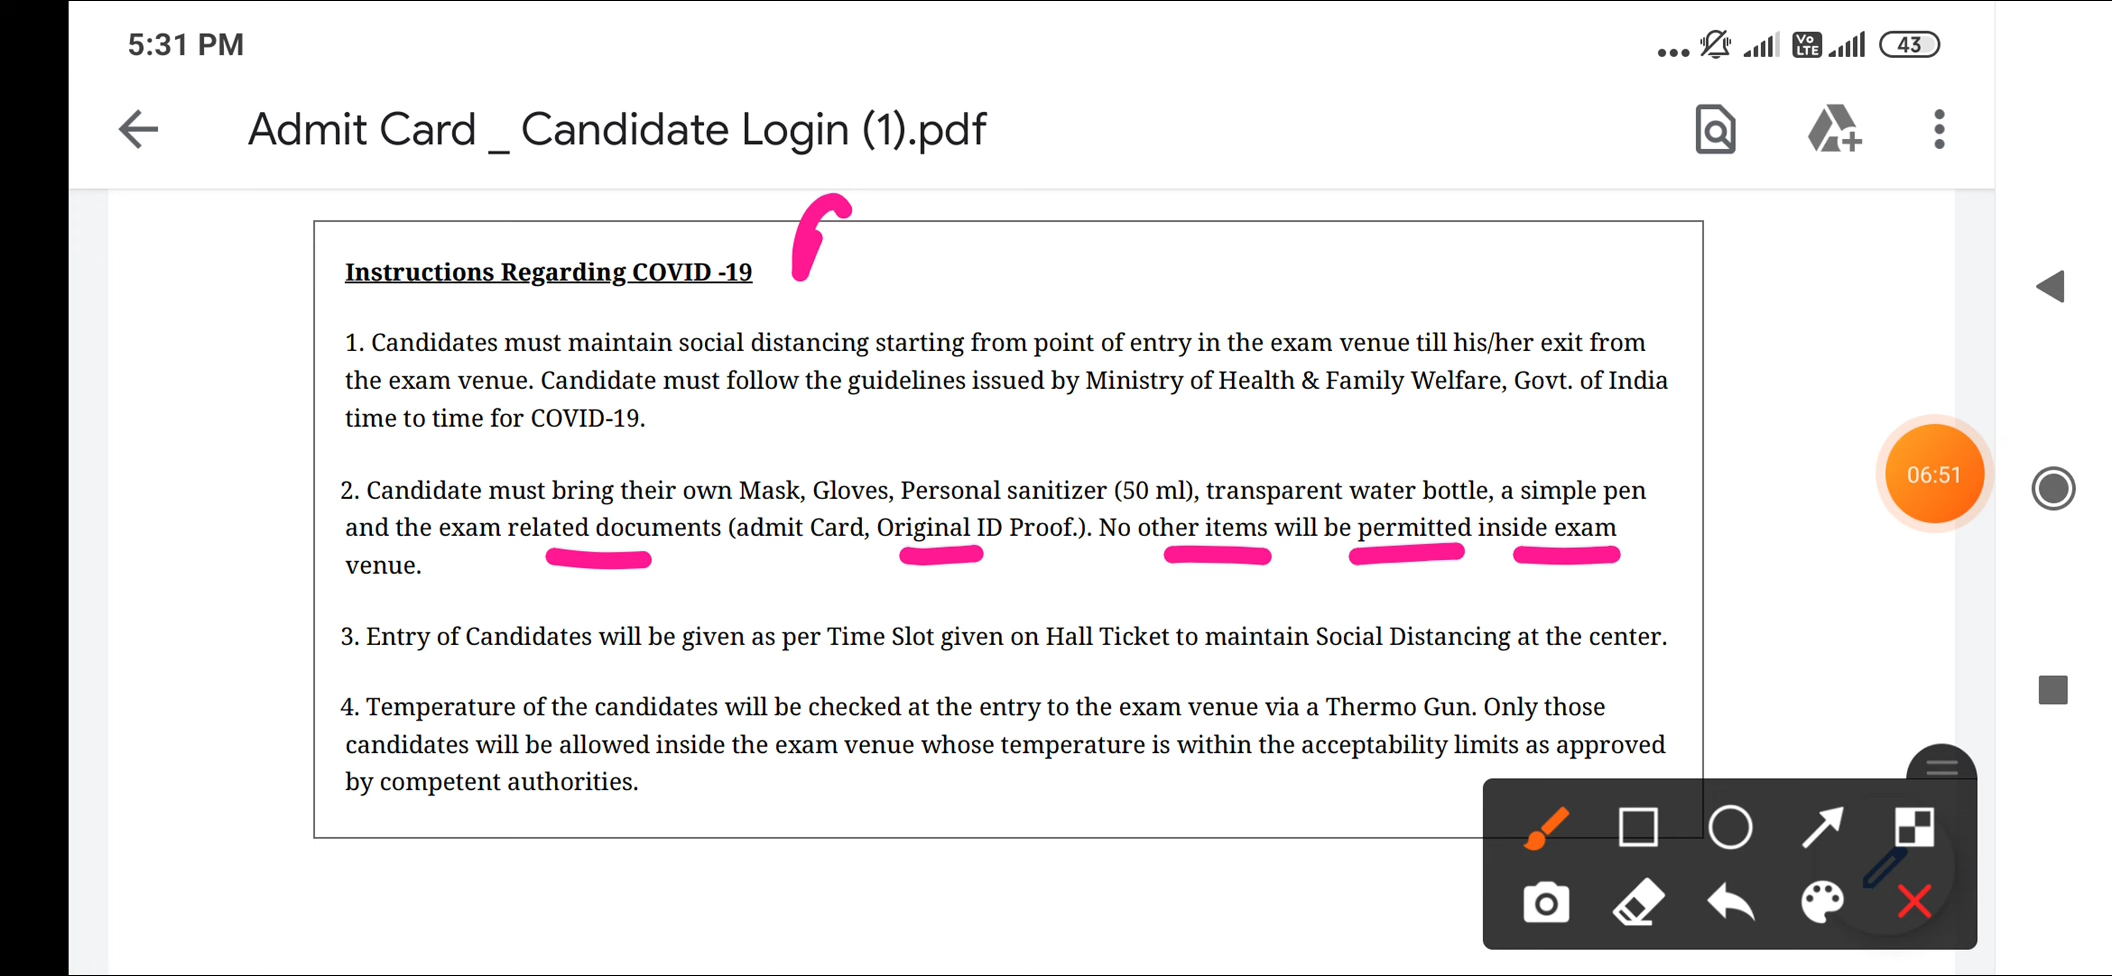 5:31 PM
Vo
LTE
43
Admit Card _ Candidate Login (1).pdf
Instructions Regarding COVID -19
1. Candidates must maintain social distancing starting from point of entry in the exam venue till his/her exit from
the exam venue. Candidate must follow the guidelines issued by Ministry of Health & Family Welfare, Govt. of India
time to time for COVID-19.
2. Candidate must bring their own Mask, Gloves, Personal sanitizer (50 ml), transparent water bottle, a simple pen
and the exam related documents (admit Card, Original ID Proof.). No other items will be permitted inside exam
venue.
06:51
3. Entry of Candidates will be given as per Time Slot given on Hall Ticket to maintain Social Distancing at the center.
4. Temperature of the candidates will be checked at the entry to the exam venue via a Thermo Gun. Only those
candidates will be allowed inside the exam venue whose temperature is within the acceptability limits as approved
by competent authorities.